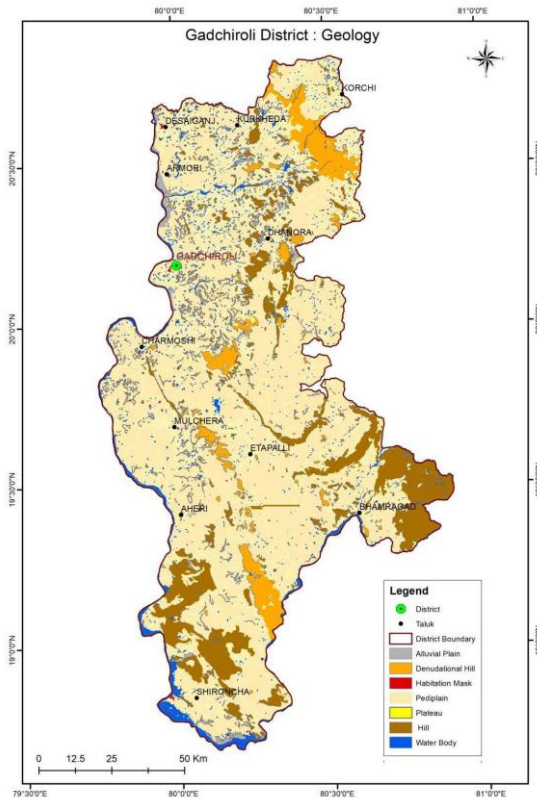 80°0'0"E
80°30'0"E
81°0'0"E
Gadchiroli District : Geology
KORCHI
DESAIGANJ
KURKHEDA
20°30'0"N
ARMORI
DHANORA
GADCHIROLI
20°0'0"N
CHARMOSHI
MULCHERA
ETAPALLI
19°30'0"N
AHERI
BHAMRAGAD
19°0'0"N
SHIRONCHA
Legend
District
Taluk
District Boundary
Alluvial Plain
Denudational Hill
Habitation Mask
Pediplain
Plateau
Hill
Water Body
0 12.5 25 50 Km
79°30'0"E
80°0'0"E
80°30'0"E
81°0'0"E